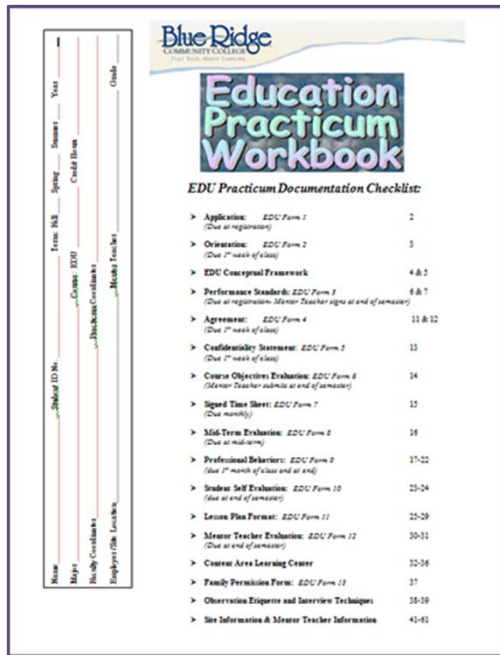 Blue Ridge
COMMUNITY COLLEGE
FLAT ROCK, NORTH CAROLINA
Education
Practicum
Workbook
EDU Practicum Documentation Checklist:
➤ Application: EDU Form 1 2
(Due at registration)
➤ Orientation: EDU Form 2 3
(Due 1st week of class)
➤ EDU Conceptual Framework 4 & 5
➤ Performance Standards: EDU Form 3 6 & 7
(Due at registration- Mentor Teacher signs at end of semester)
➤ Agreement: EDU Form 4 11 & 12
(Due 1st week of class)
➤ Confidentiality Statement: EDU Form 5 13
(Due 1st week of class)
➤ Course Objectives Evaluation: EDU Form 6 14
(Mentor Teacher submits at end of semester)
➤ Signed Time Sheet: EDU Form 7 15
(Due monthly)
➤ Mid-Term Evaluation: EDU Form 8 16
(Due at mid-term)
➤ Professional Behaviors: EDU Form 9 17-22
(due 1st month of class and at end)
➤ Student Self Evaluation: EDU Form 10 23-24
(due at end of semester)
➤ Lesson Plan Format: EDU Form 11 25-29
➤ Mentor Teacher Evaluation: EDU Form 12 30-31
(Due at end of semester)
➤ Content Area Learning Center 32-36
➤ Family Permission Form: EDU Form 13 37
➤ Observation Etiquette and Interview Techniques 38-39
➤ Site Information & Mentor Teacher Information 41-61
Name Student ID No. Term: Fall Spring Summer Year
Major Course: EDU Credit Hours
Faculty Coordinator Practicum Coordinator
Employer/Site Location Mentor Teacher Grade